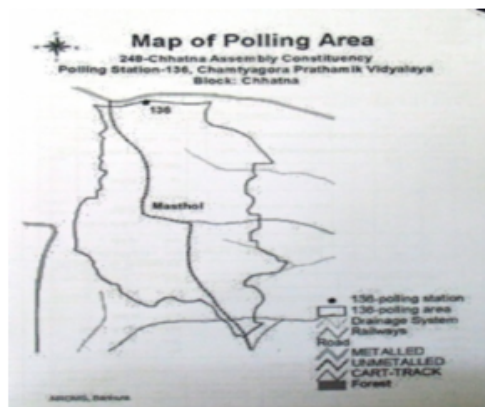 Map of Polling Area
248-Chhatna Assembly Constituency
Polling Station-136, Chamtyagora Prathamik Vidyalaya
Block: Chhatna
136
Masthol
136-polling station
136-polling area
Drainage System
Railways
Road
METALLED
UNMETALLED
CART-TRACK
Forest